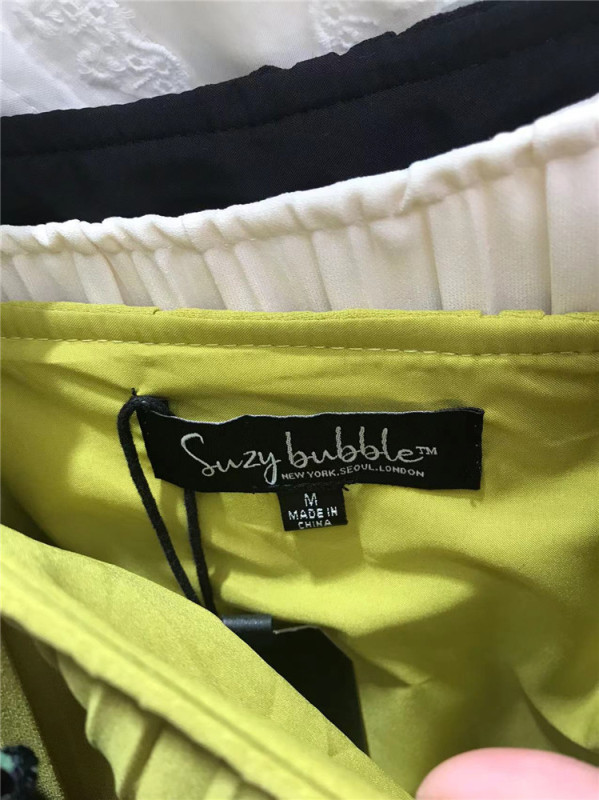 Suzy bubble™
NEW YORK.SEOUL.LONDON
M
MADE IN
CHINA